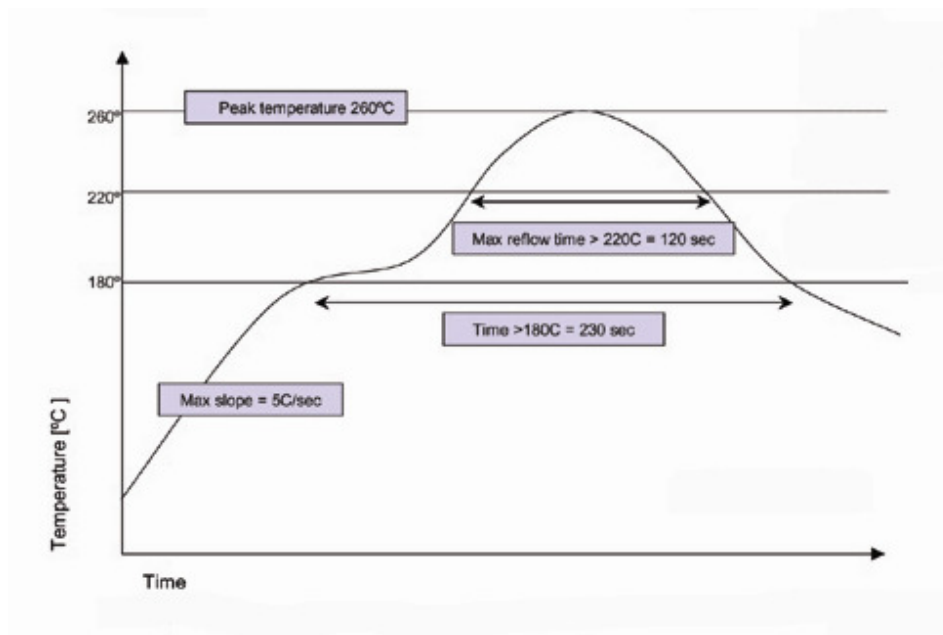 Peak temperature 260ºC
260º
220º
Max reflow time > 220C = 120 sec
180º
Time >180C = 230 sec
Max slope = 5C/sec
Temperature [ºC]
Time